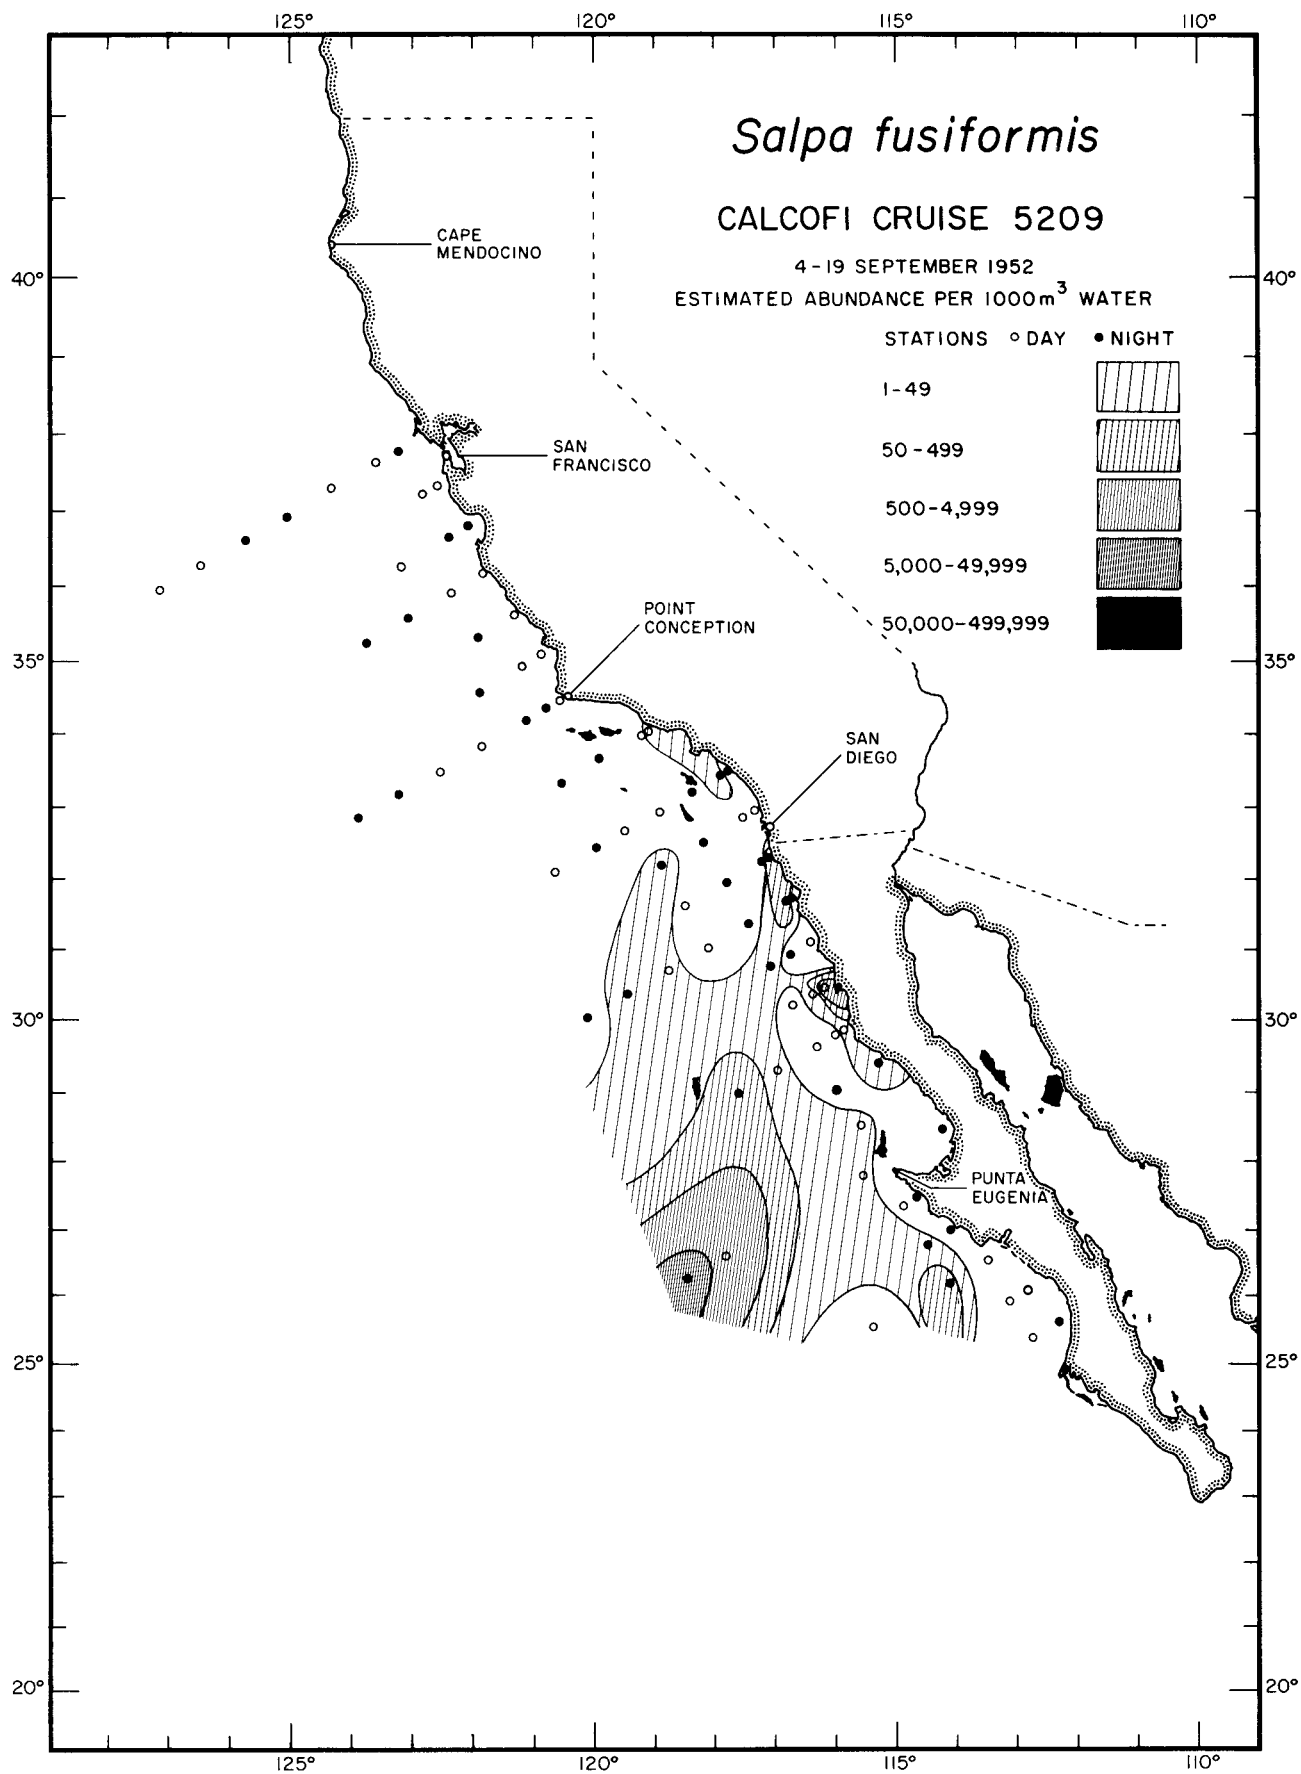 125° 120° 115° 110°
Salpa fusiformis
CALCOFI CRUISE 5209
4-19 SEPTEMBER 1952
ESTIMATED ABUNDANCE PER 1000m³ WATER
STATIONS ○ DAY ● NIGHT
1-49
50-499
500-4,999
5,000-49,999
50,000-499,999
CAPE
MENDOCINO
40° 40°
SAN
FRANCISCO
POINT
CONCEPTION
35° 35°
SAN
DIEGO
30° 30°
PUNTA
EUGENIA
25° 25°
20° 20°
125° 120° 115° 110°